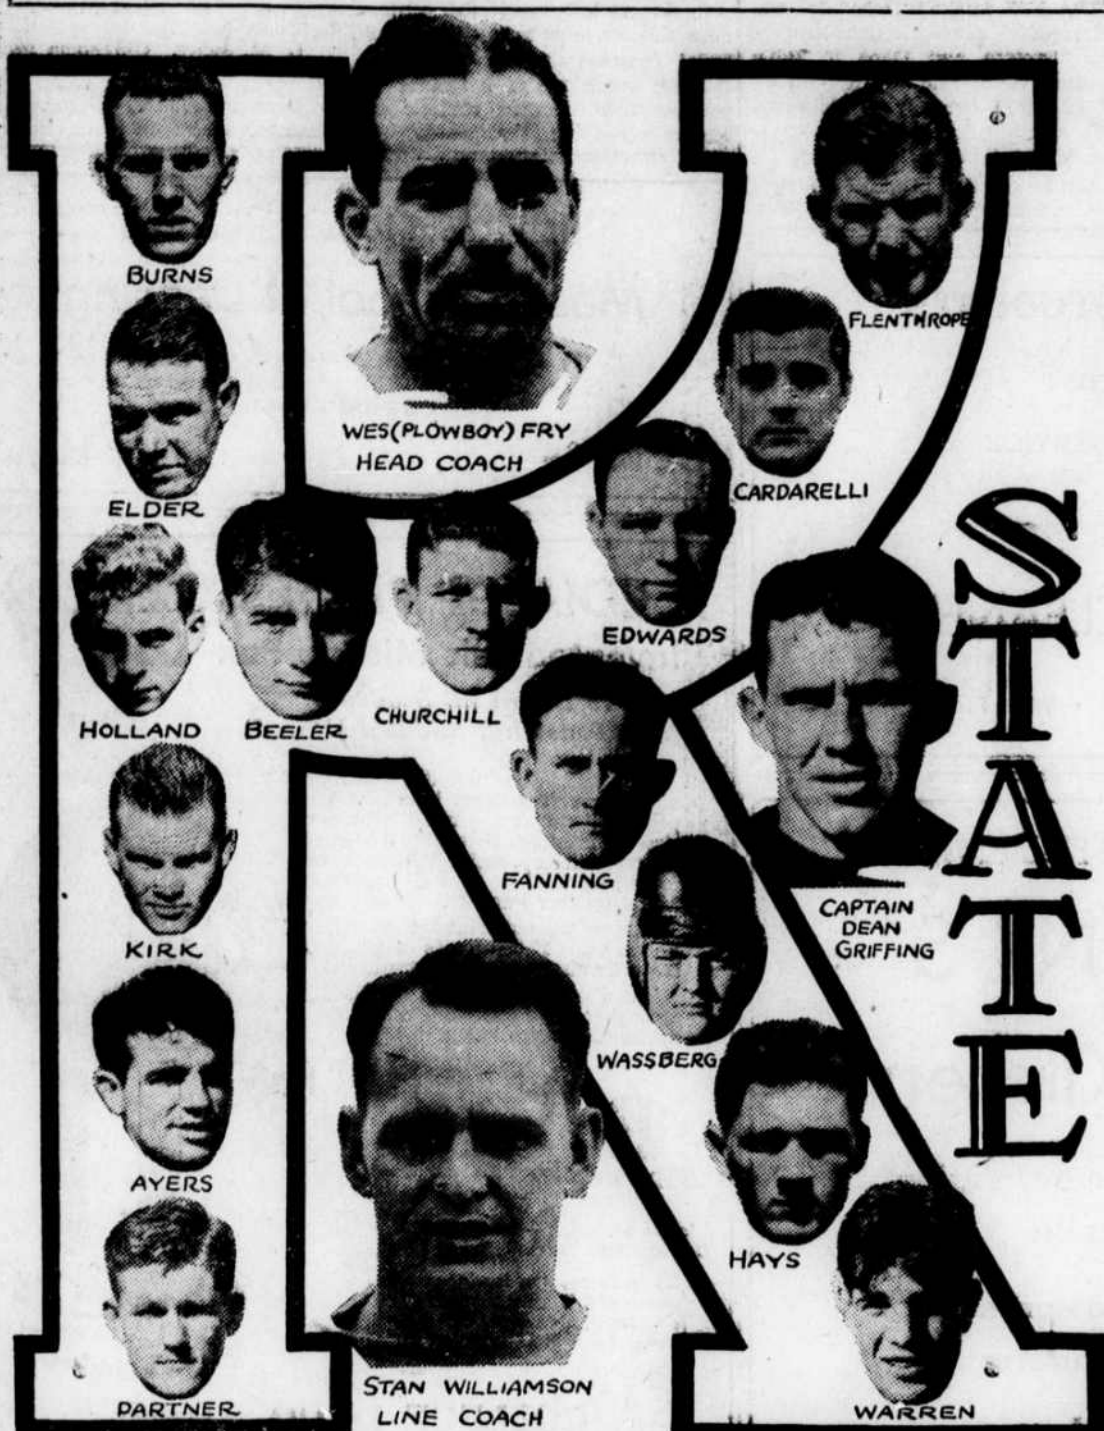 BURNS
WES (PLOWBOY) FRY
HEAD COACH
FLENTHROPE
ELDER
CARDARELLI
HOLLAND
BEELER
CHURCHILL
EDWARDS
KIRK
FANNING
CAPTAIN
DEAN
GRIFFING
WASSBERG
AYERS
HAYS
PARTNER
STAN WILLIAMSON
LINE COACH
WARREN
K
STATE